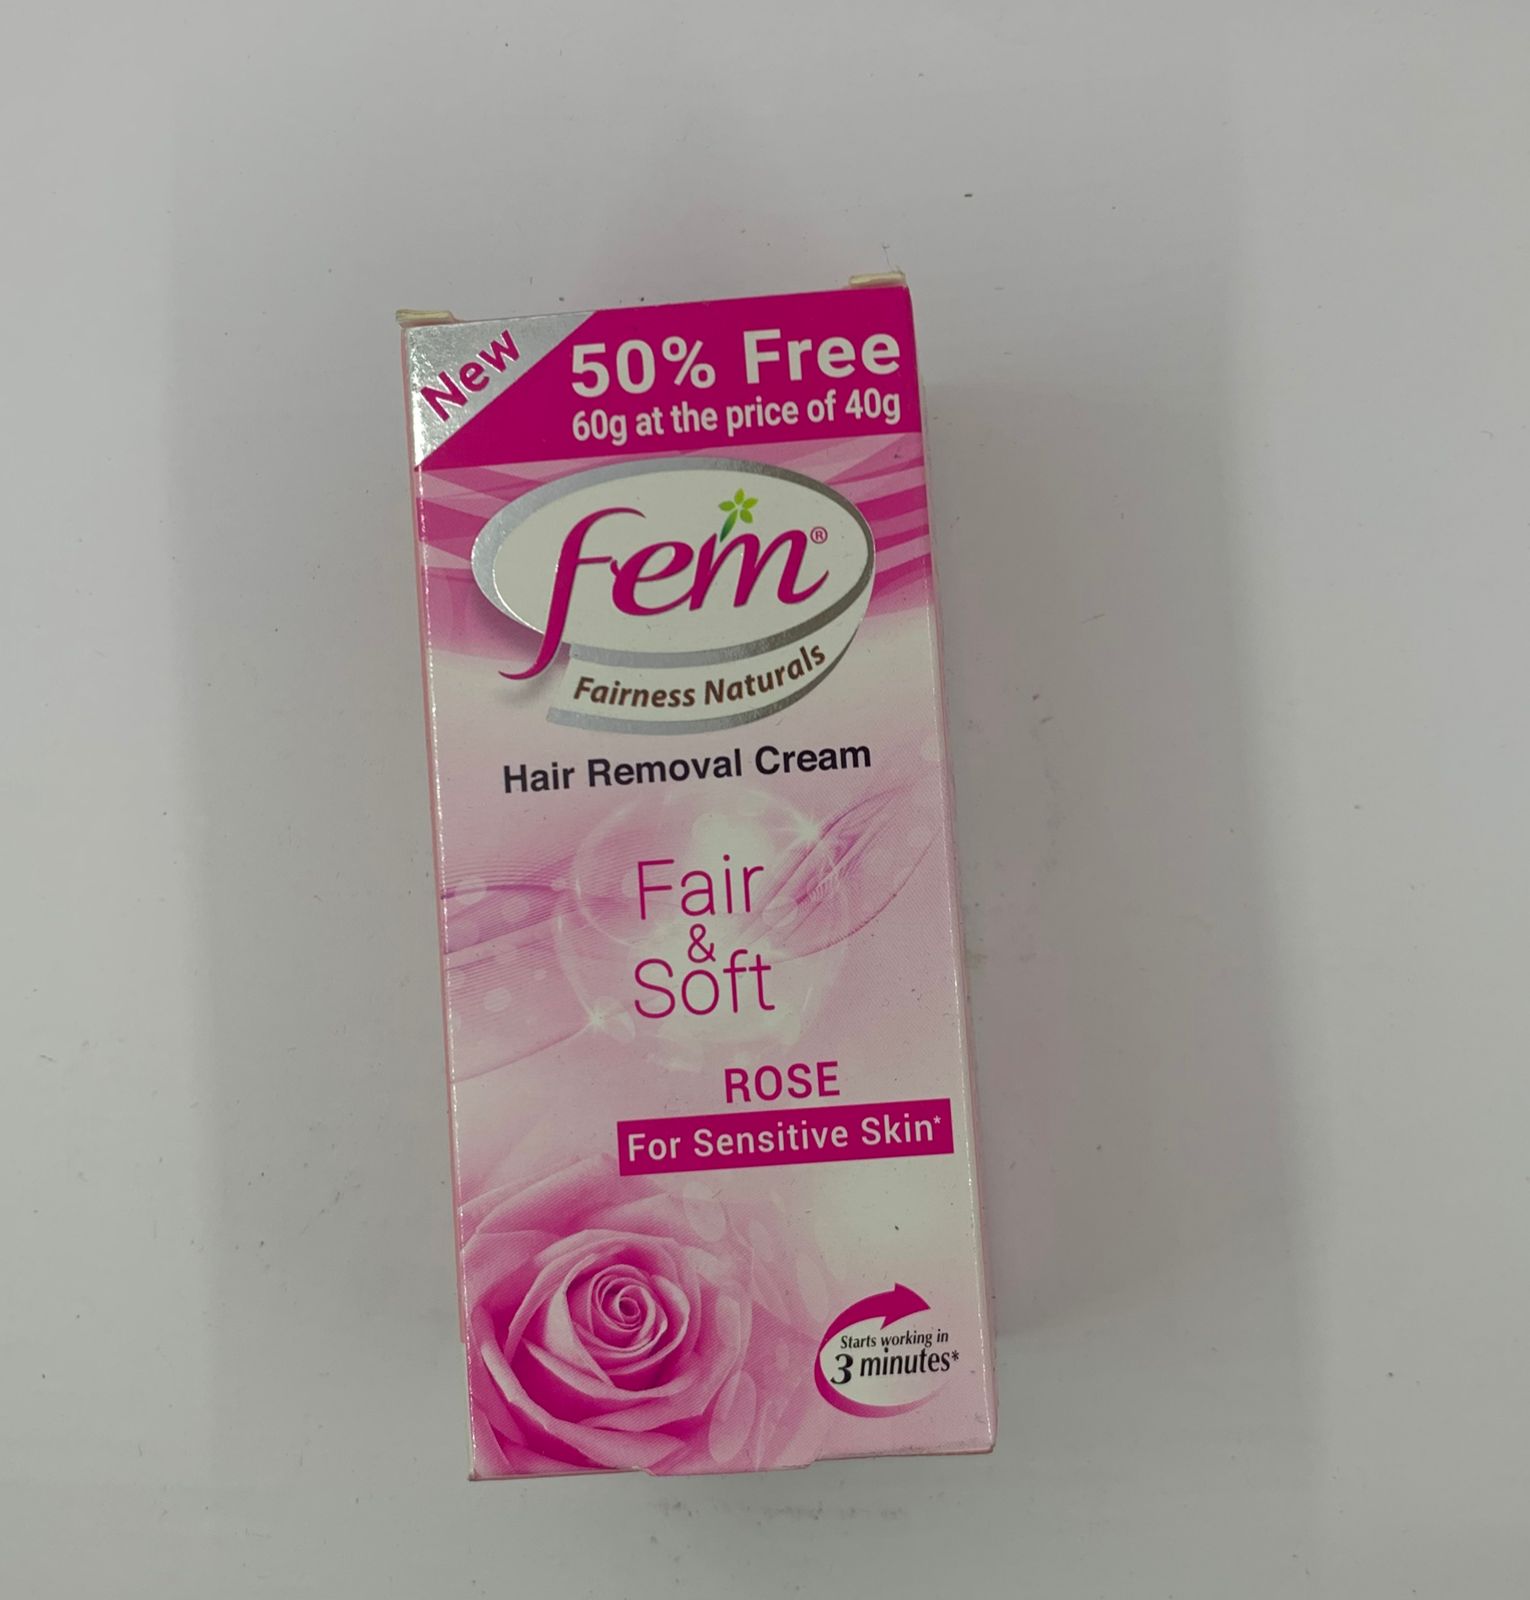 New
50% Free
60g at the price of 40g
fem®
Fairness Naturals
Hair Removal Cream
Fair
&
Soft
ROSE
For Sensitive Skin*
Starts working in
3 minutes*